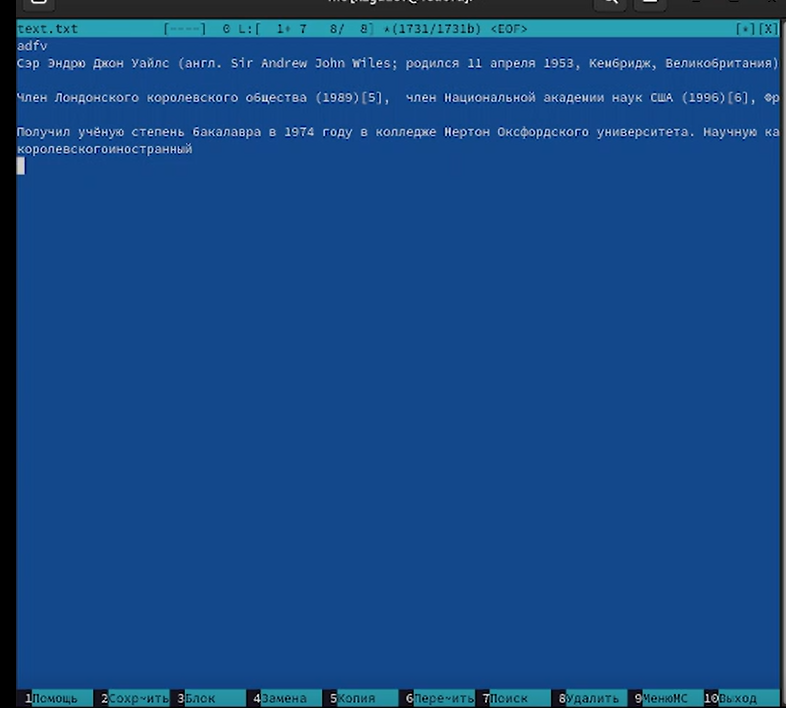 text.txt [----] 0 L:[ 1+ 7 8/ 8] *(1731/1731b) <EOF> [*][X]
adfv
Сэр Эндрю Джон Уайлс (англ. Sir Andrew John Wiles; родился 11 апреля 1953, Кембридж, Великобритания)
Член Лондонского королевского общества (1989)[5], член Национальной академии наук США (1996)[6], Фр
Получил учёную степень бакалавра в 1974 году в колледже Мертон Оксфордского университета. Научную ка
королевскогоиностранный
1Помощь 2Сохр~ить 3Блок 4Замена 5Копия 6Пере~ить 7Поиск 8Удалить 9МенюMC 10Выход